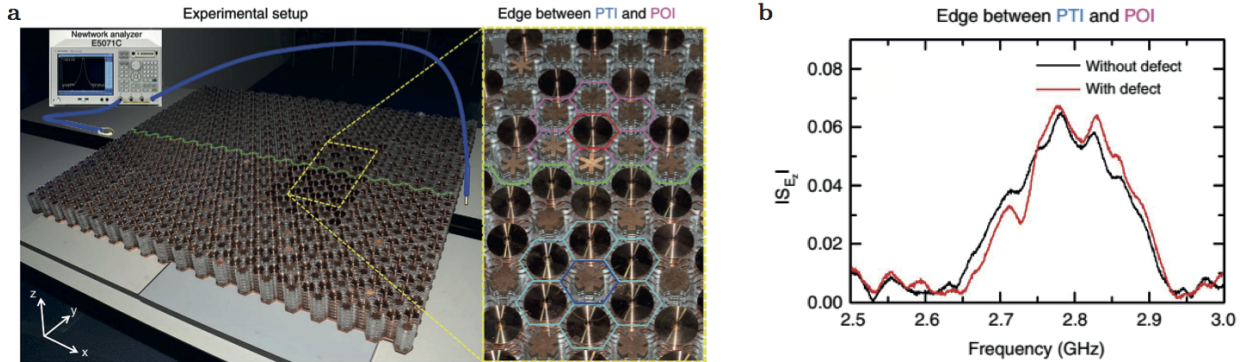 a
Experimental setup
Newtwork analyzer
E5071C
z
y
x
Edge between PTI and POI
b
Edge between PTI and POI
|S_{E_z}|
0.08
0.06
0.04
0.02
0.00
Without defect
With defect
2.5 2.6 2.7 2.8 2.9 3.0
Frequency (GHz)